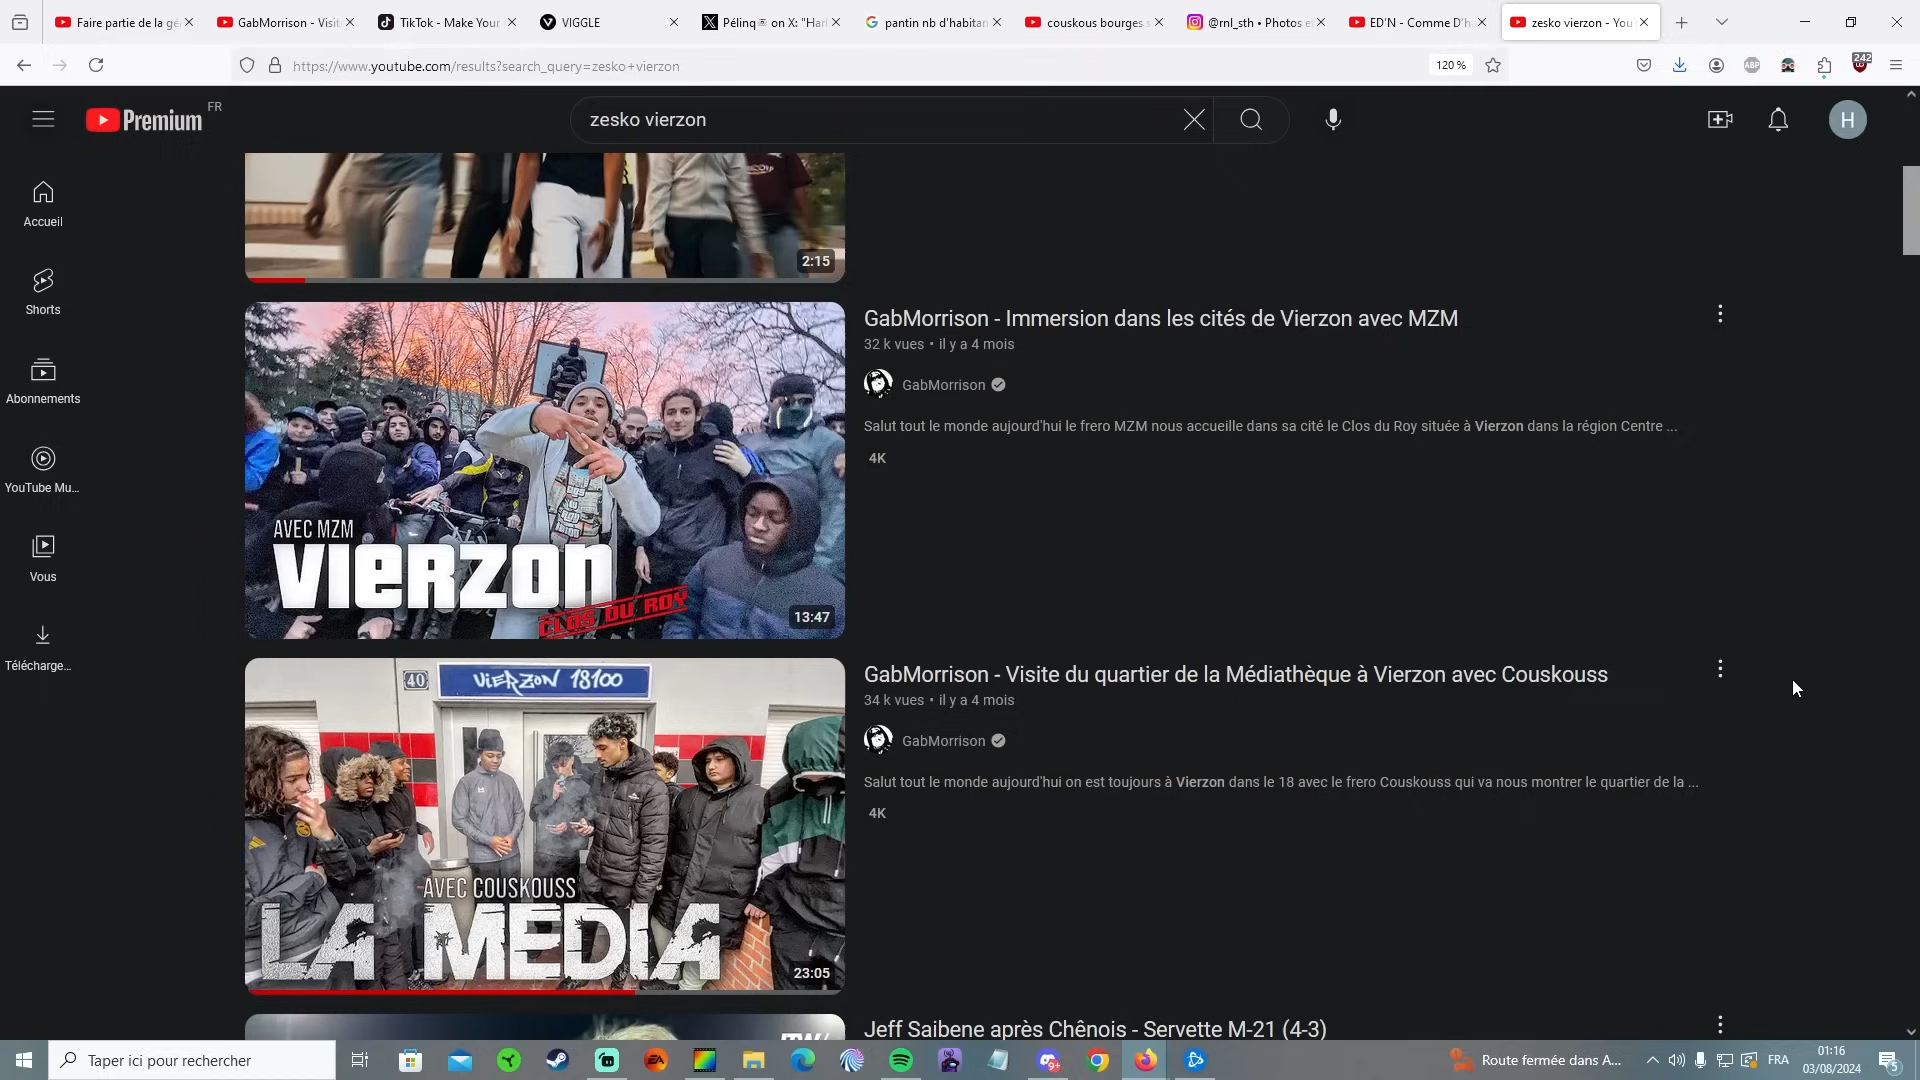 Faire partie de la gé
GabMorrison - Visit
TikTok - Make Your
VIGGLE
Pélinq on X: "Harl
pantin nb d'habitan
couskous bourges s
@rnl_sth • Photos e
ED'N - Comme D'ha
zesko vierzon - You
https://www.youtube.com/results?search_query=zesko+vierzon
120 %
ABP
242
Premium FR
zesko vierzon
H
Accueil
Shorts
Abonnements
YouTube Mu...
Vous
Télécharge...
2:15
GabMorrison - Immersion dans les cités de Vierzon avec MZM
32 k vues • il y a 4 mois
GabMorrison
Salut tout le monde aujourd'hui le frero MZM nous accueille dans sa cité le Clos du Roy située à Vierzon dans la région Centre ...
4K
AVEC MZM
VIERZON
CLOS DU ROY
13:47
GabMorrison - Visite du quartier de la Médiathèque à Vierzon avec Couskouss
34 k vues • il y a 4 mois
GabMorrison
Salut tout le monde aujourd'hui on est toujours à Vierzon dans le 18 avec le frero Couskouss qui va nous montrer le quartier de la ...
4K
40
VIERZON 18100
AVEC COUSKOUSS
LA MEDIA
23:05
Jeff Saibene après Chênois - Servette M-21 (4-3)
Taper ici pour rechercher
EA
9+
Route fermée dans A...
FRA
01:16
03/08/2024
5